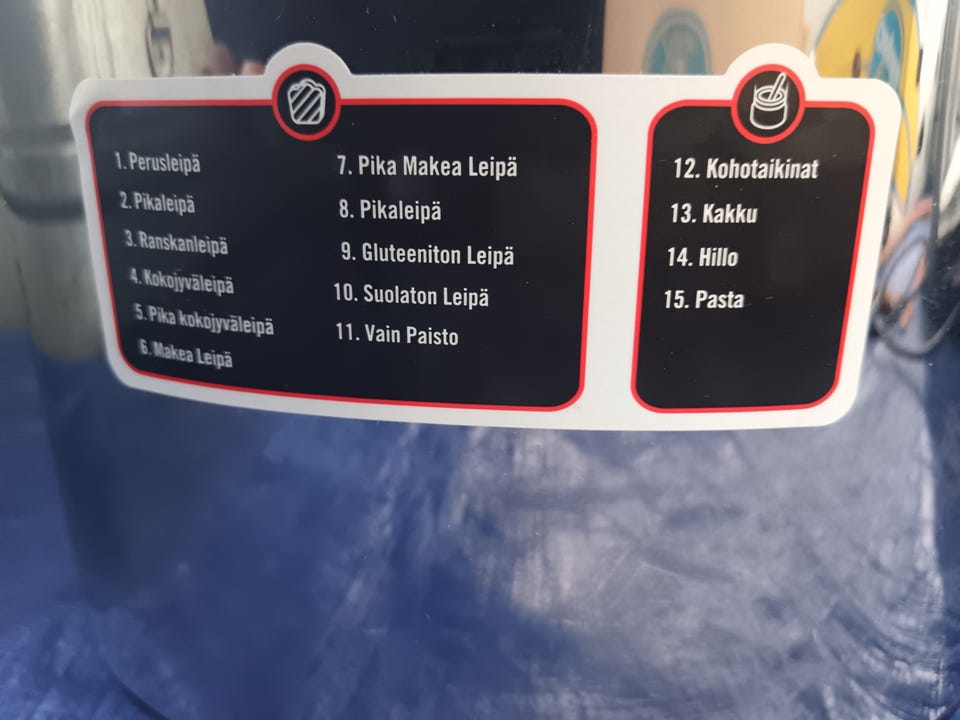 1. Perusleipä
2. Pikaleipä
3. Ranskanleipä
4. Kokojyväleipä
5. Pika kokojyväleipä
6. Makea Leipä
7. Pika Makea Leipä
8. Pikaleipä
9. Gluteeniton Leipä
10. Suolaton Leipä
11. Vain Paisto
12. Kohotaikinat
13. Kakku
14. Hillo
15. Pasta